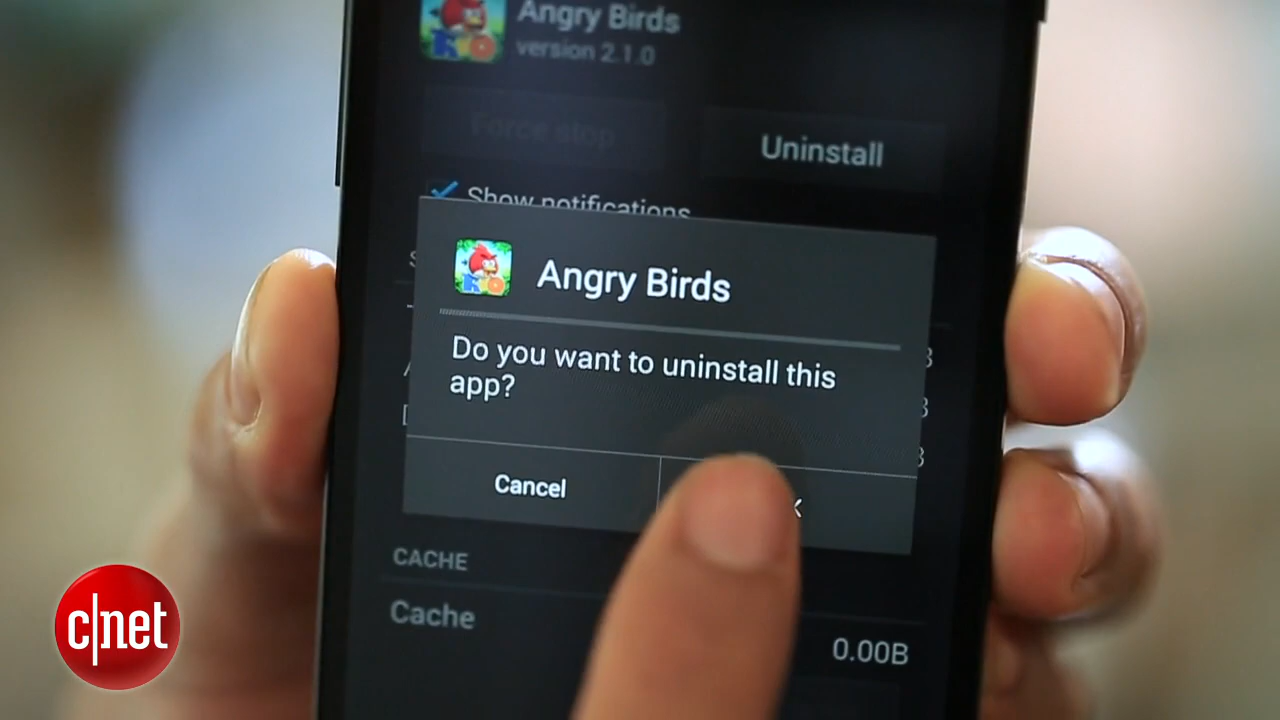 Angry Birds
version 2.1.0
Force stop
Uninstall
Show notifications
Angry Birds
Do you want to uninstall this
app?
Cancel
CACHE
Cache
0.00B
c|net